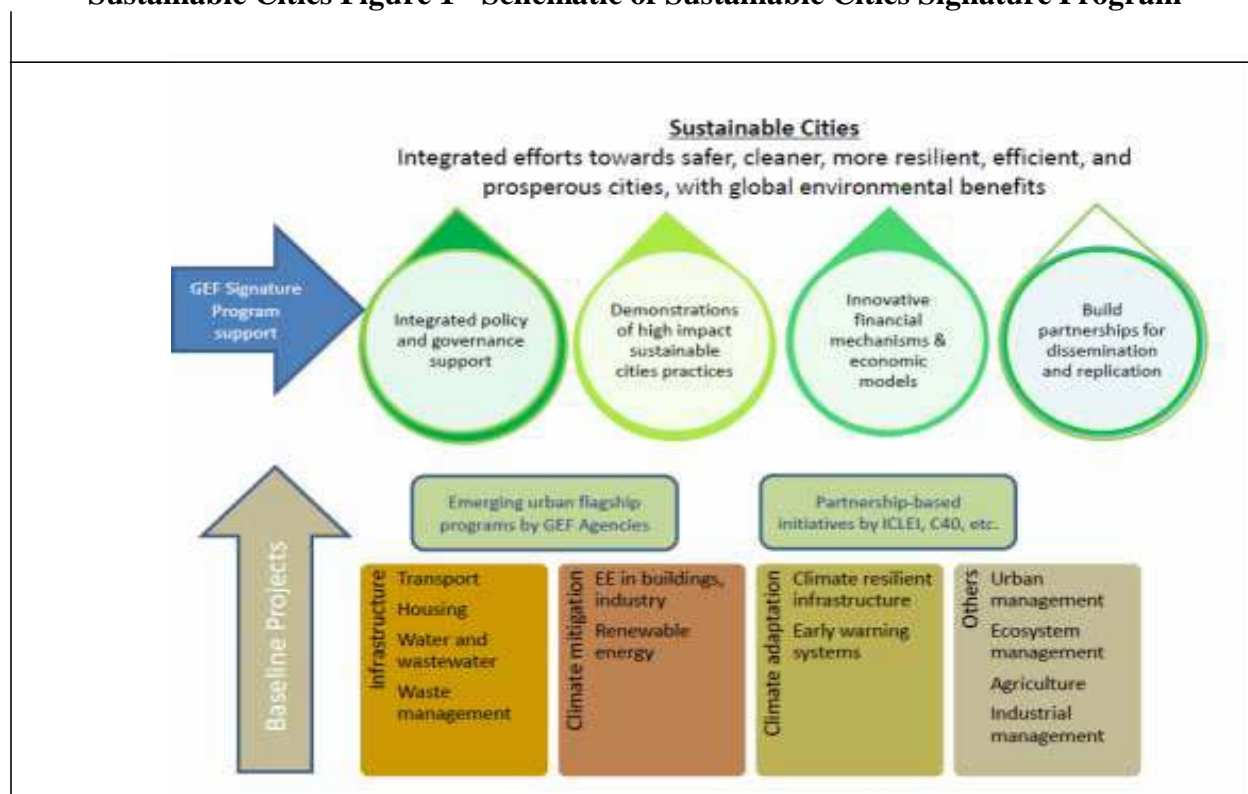 Sustainable Cities Figure 1 - Schematic of Sustainable Cities Signature Program
Sustainable Cities
Integrated efforts towards safer, cleaner, more resilient, efficient, and
prosperous cities, with global environmental benefits
GEF Signature
Program
support
Integrated policy
and governance
support
Demonstrations
of high impact
sustainable
cities practices
Innovative
financial
mechanisms &
economic
models
Build
partnerships for
dissemination
and replication
Baseline Projects
Emerging urban flagship
programs by GEF Agencies
Partnership-based
initiatives by ICLEI, C40, etc.
Infrastructure
Transport
Housing
Water and
wastewater
Waste
management
Climate mitigation
EE in buildings,
industry
Renewable
energy
Climate adaptation
Climate resilient
infrastructure
Early warning
systems
Others
Urban
management
Ecosystem
management
Agriculture
Industrial
management